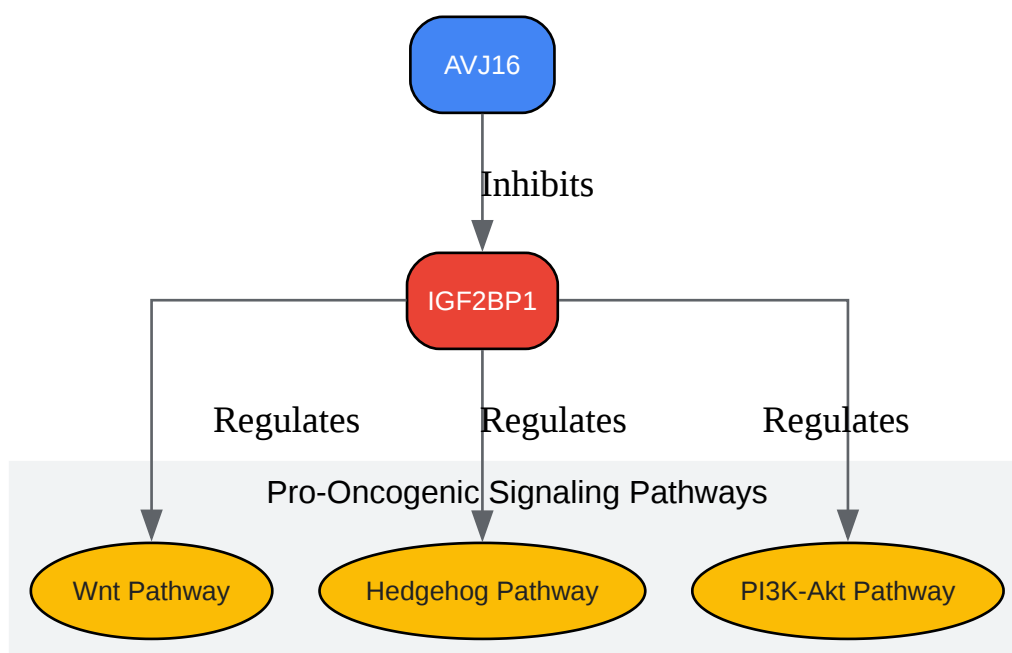 AVJ16
Inhibits
IGF2BP1
Regulates
Regulates
Regulates
Pro-Oncogenic Signaling Pathways
Wnt Pathway
Hedgehog Pathway
PI3K-Akt Pathway